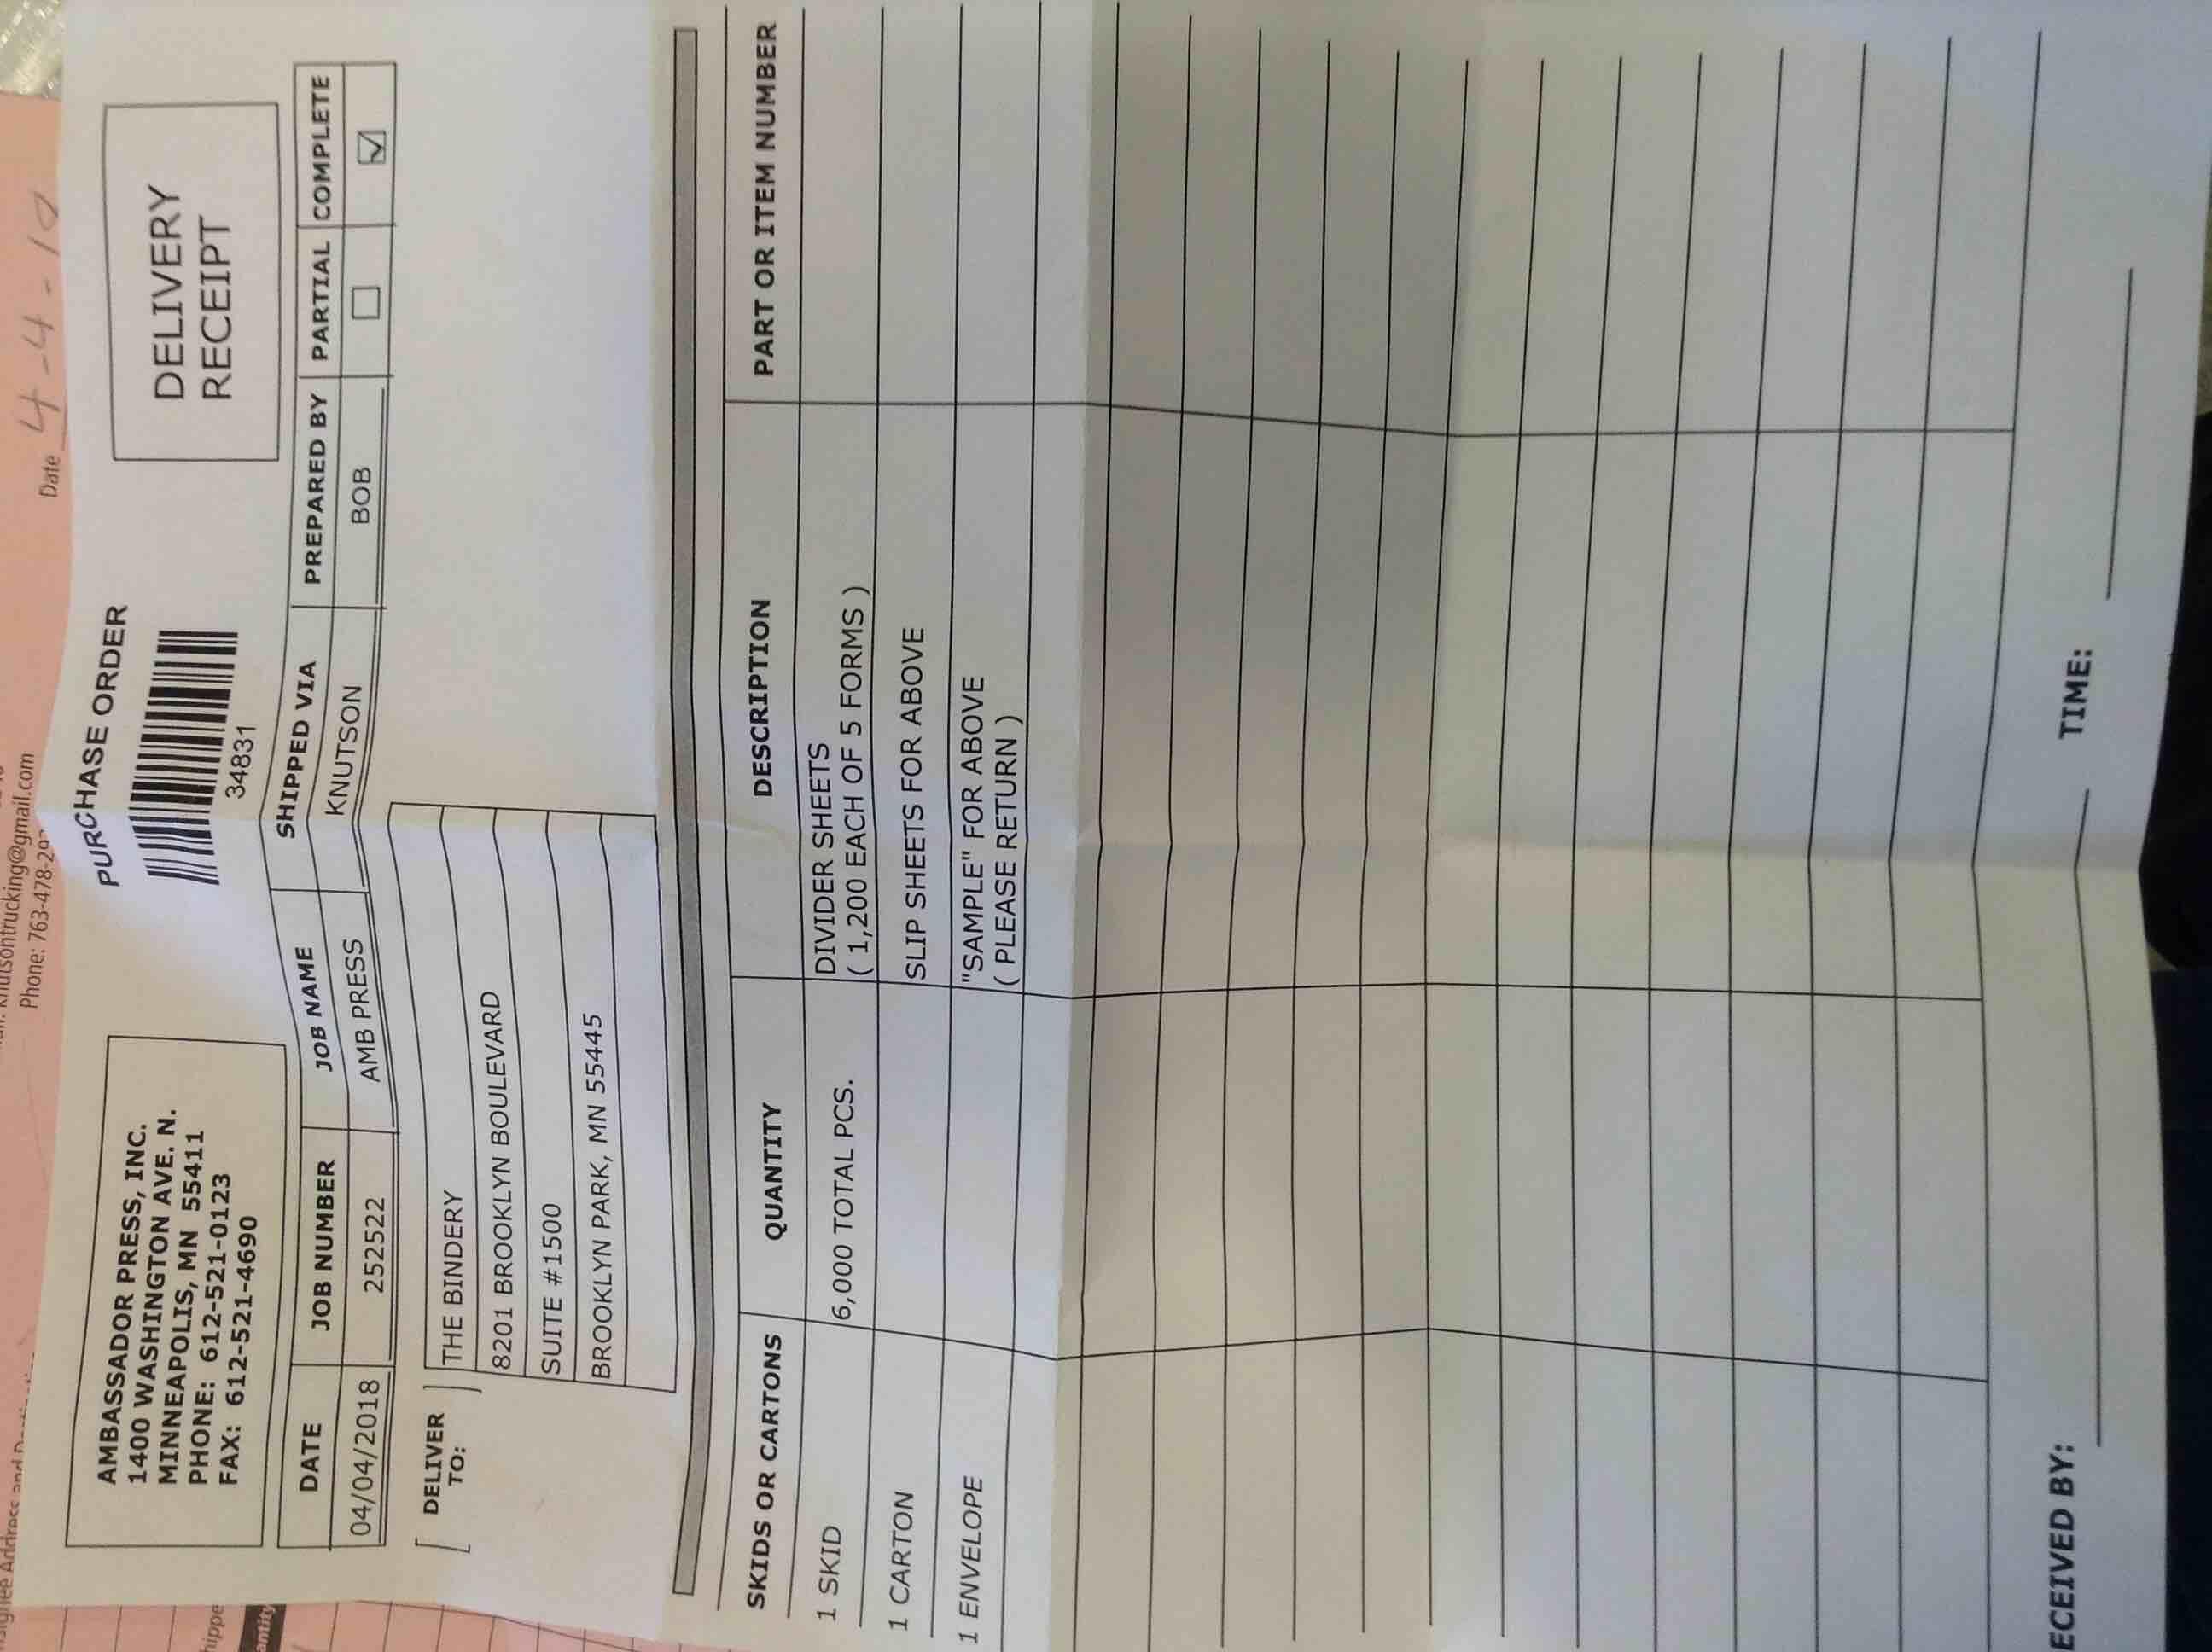 Date 4-4-
Phone: 763-478-
PURCHASE ORDER
34831
DELIVERY
RECEIPT
AMBASSADOR PRESS, INC.
1400 WASHINGTON AVE. N.
MINNEAPOLIS, MN 55411
PHONE: 612-521-0123
FAX: 612-521-4690
DATE JOB NUMBER JOB NAME SHIPPED VIA PREPARED BY PARTIAL COMPLETE
04/04/2018 252522 AMB PRESS KNUTSON BOB ☐ ☑
[ DELIVER TO: ]
THE BINDERY
8201 BROOKLYN BOULEVARD
SUITE #1500
BROOKLYN PARK, MN 55445
SKIDS OR CARTONS QUANTITY DESCRIPTION PART OR ITEM NUMBER
1 SKID 6,000 TOTAL PCS. DIVIDER SHEETS
( 1,200 EACH OF 5 FORMS )
1 CARTON SLIP SHEETS FOR ABOVE
1 ENVELOPE "SAMPLE" FOR ABOVE
( PLEASE RETURN )
ECEIVED BY: TIME: